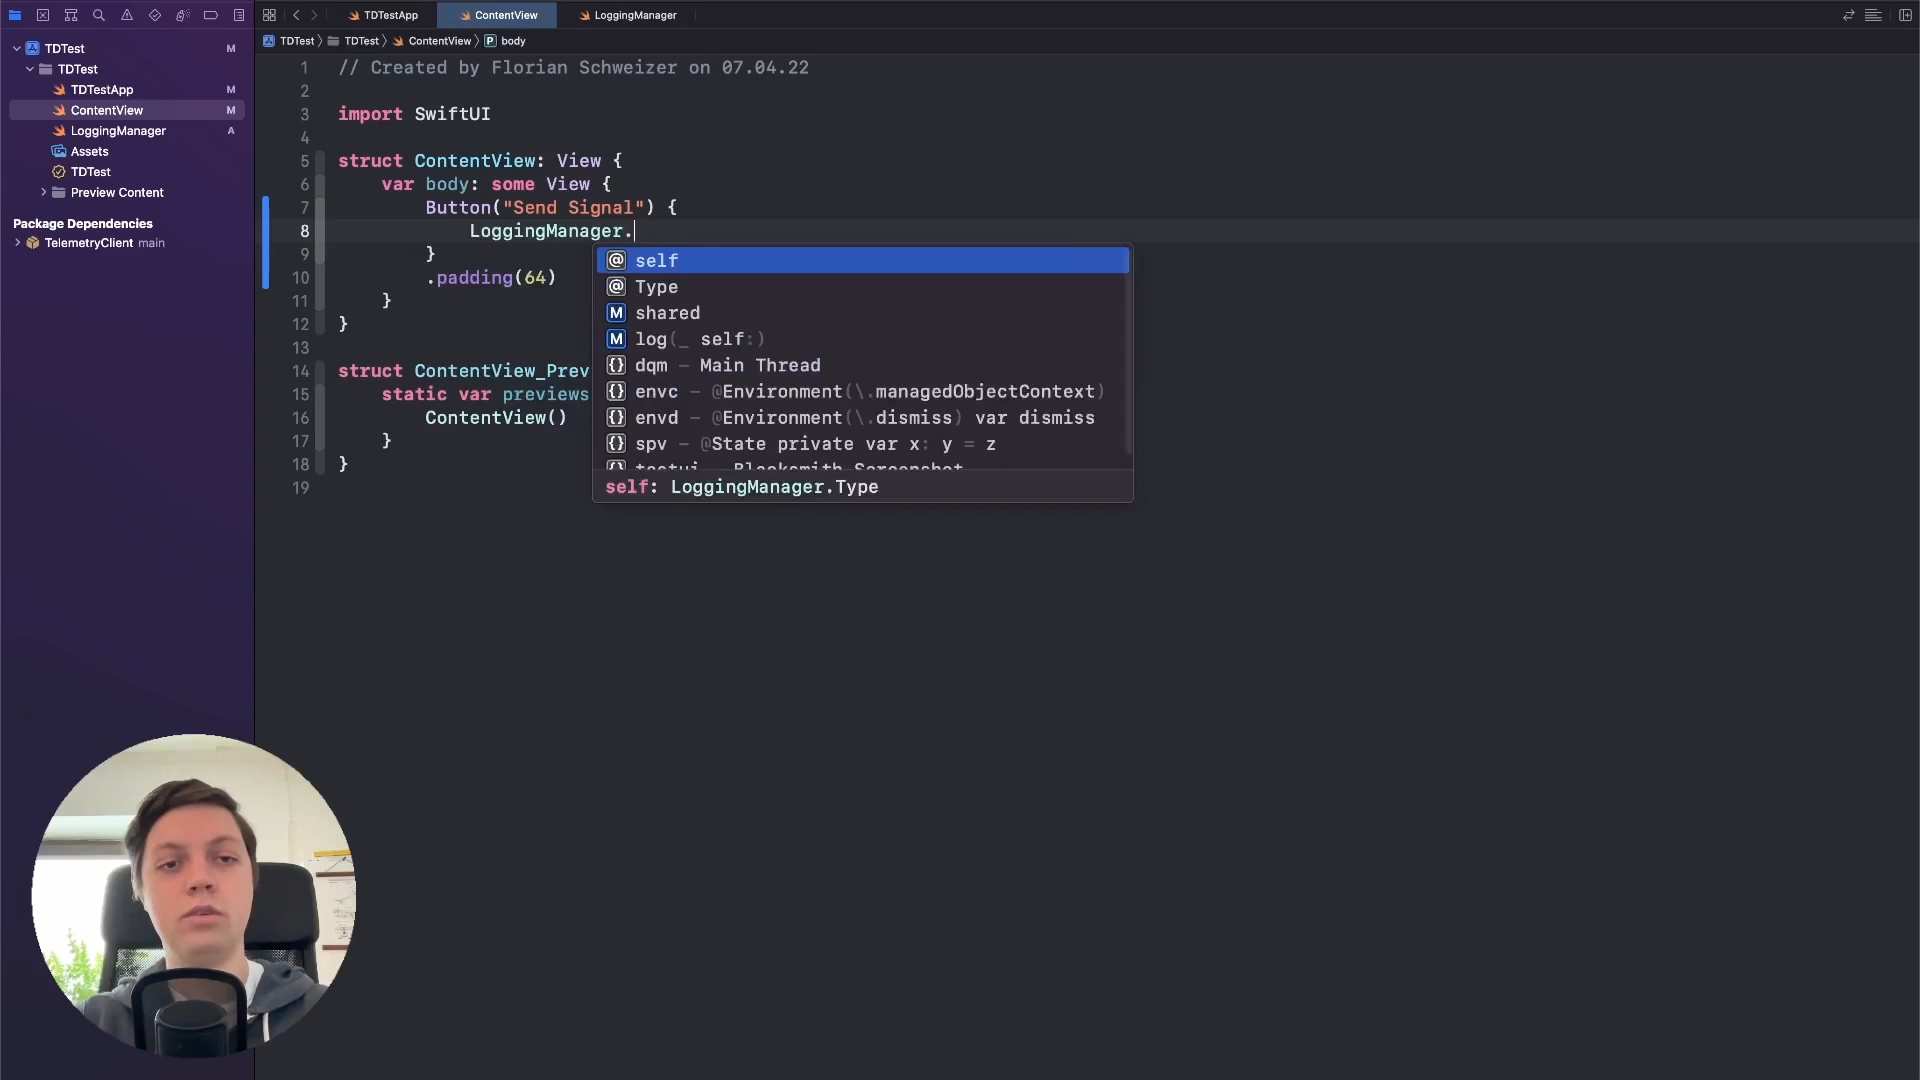 TDTestApp
ContentView
LoggingManager
TDTest M
TDTest
TDTestApp M
ContentView M
LoggingManager A
Assets
TDTest
Preview Content
Package Dependencies
TelemetryClient main
TDTest TDTest ContentView P body
1 // Created by Florian Schweizer on 07.04.22
2
3 import SwiftUI
4
5 struct ContentView: View {
6 var body: some View {
7 Button("Send Signal") {
8 LoggingManager.
9 }
10 .padding(64)
11 }
12 }
13
14 struct ContentView_Prev
15 static var previews
16 ContentView()
17 }
18 }
19
@ self
@ Type
M shared
M log(_ self:)
{} dqm – Main Thread
{} envc – @Environment(\.managedObjectContext)
{} envd – @Environment(\.dismiss) var dismiss
{} spv – @State private var x: y = z
{} testui – Blacksmith Screenshot
self: LoggingManager.Type